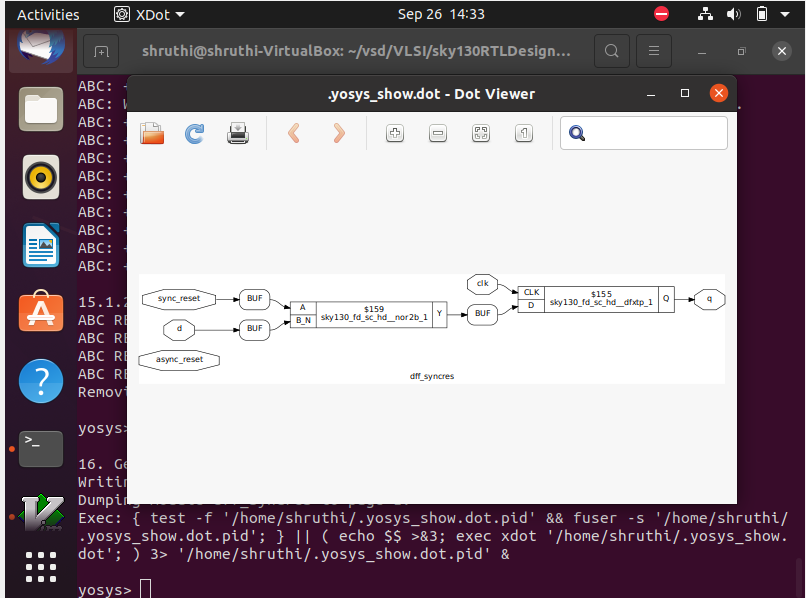 Activities
XDot
Sep 26 14:33
shruthi@shruthi-VirtualBox: ~/vsd/VLSI/sky130RTLDesign...
.yosys_show.dot - Dot Viewer
ABC: +
ABC:
ABC: +
ABC: +
ABC: +
ABC: +
ABC: +
ABC: +
ABC: +
ABC: +
ABC: +
clk
CLK
D
$155
sky130_fd_sc_hd__dfxtp_1
Q
q
sync_reset
BUF
A
B_N
$159
sky130_fd_sc_hd__nor2b_1
Y
BUF
d
BUF
async_reset
dff_syncres
15.1.2
ABC RE
ABC RE
ABC RE
ABC RE
Removi
yosys>
16. Ge
Writin
Exec: { test -f '/home/shruthi/.yosys_show.dot.pid' && fuser -s '/home/shruthi/
.yosys_show.dot.pid'; } || ( echo $$ >&3; exec xdot '/home/shruthi/.yosys_show.
dot'; ) 3> '/home/shruthi/.yosys_show.dot.pid' &
yosys>